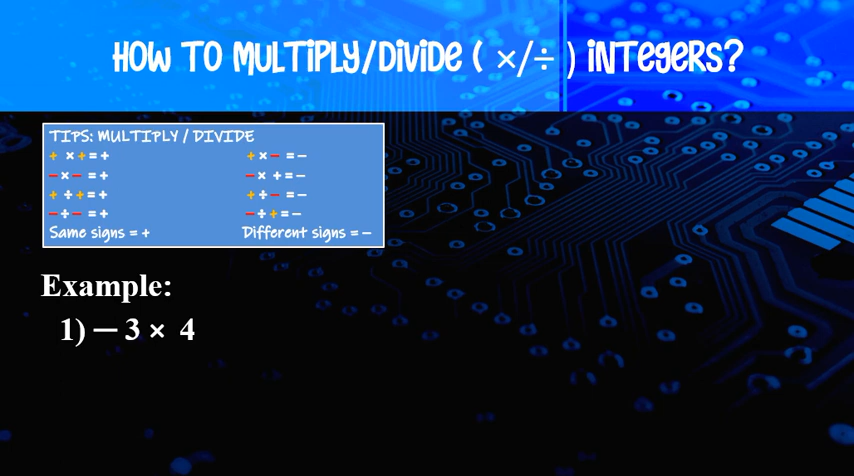 HOW TO MULTIPLY/DIVIDE ( ×/÷ ) INTEGERS?
TIPS: MULTIPLY / DIVIDE
+ × + = +
+ × − = −
− × − = +
− × + = −
+ ÷ + = +
+ ÷ − = −
− ÷ − = +
− ÷ + = −
Same signs = +
Different signs = −
Example:
1) − 3 × 4